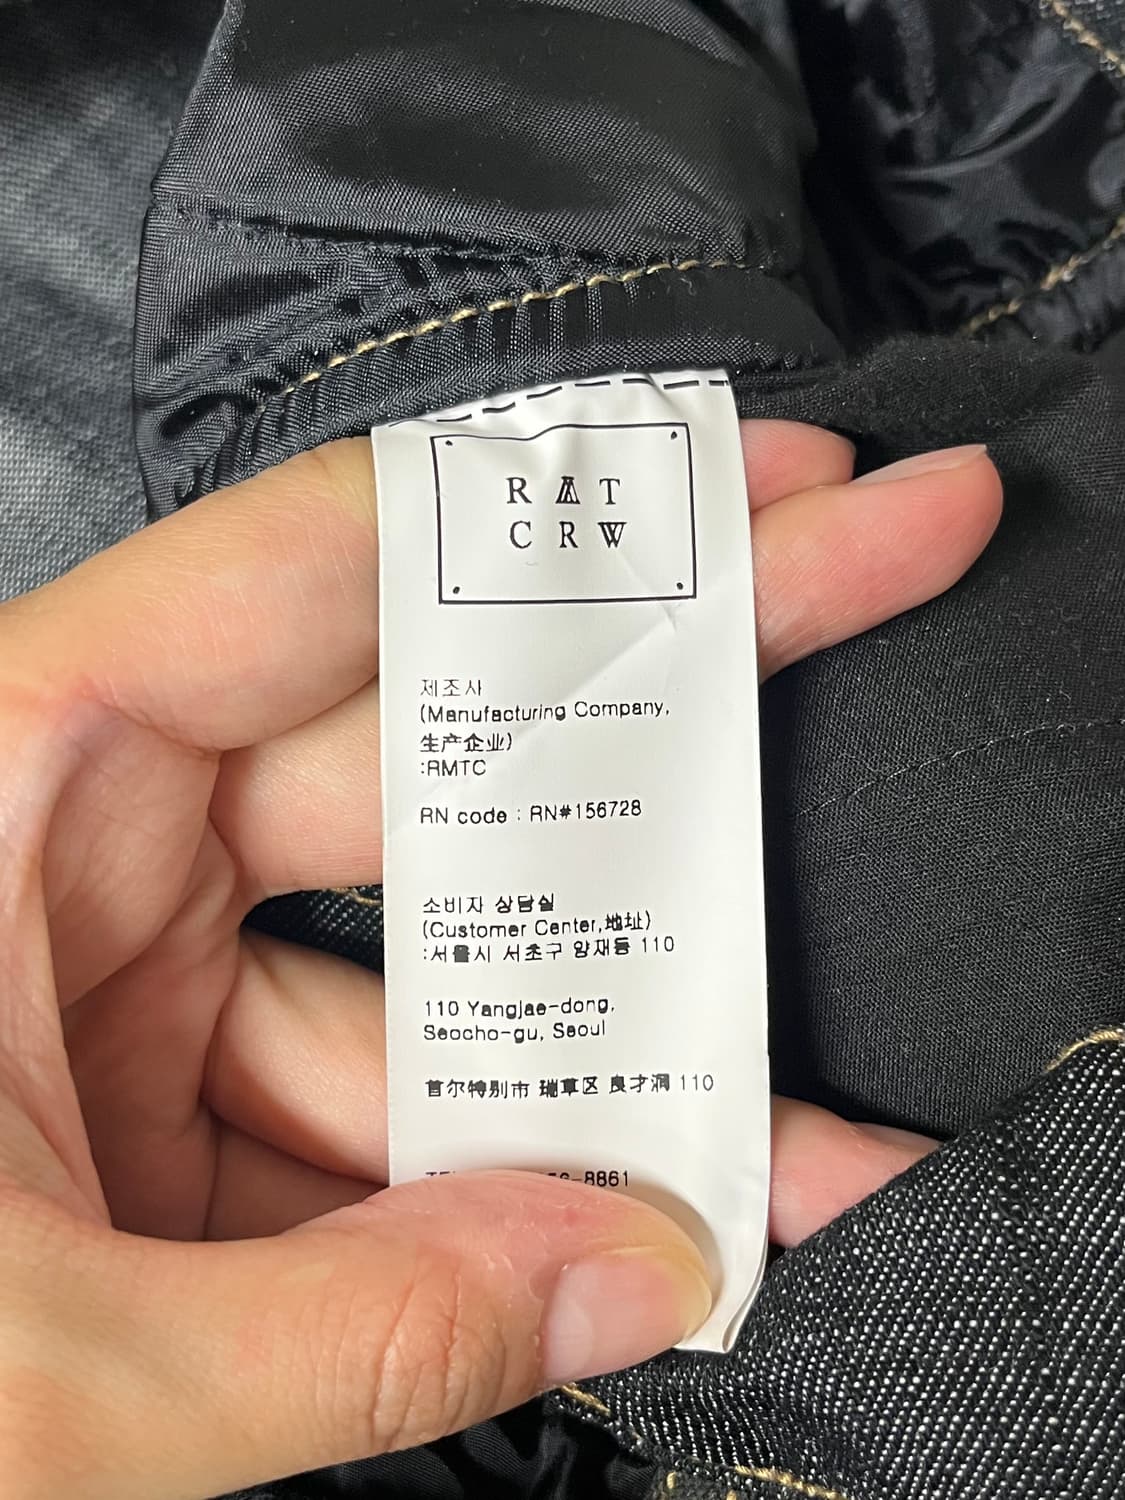 RAT
CRW
제조사
(Manufacturing Company,
生产企业)
:RMTC
RN code : RN#156728
소비자 상담실
(Customer Center,地址)
:서울시 서초구 양재동 110
110 Yangjae-dong,
Seocho-gu, Seoul
首尔特别市 瑞草区 良才洞 110
-8861